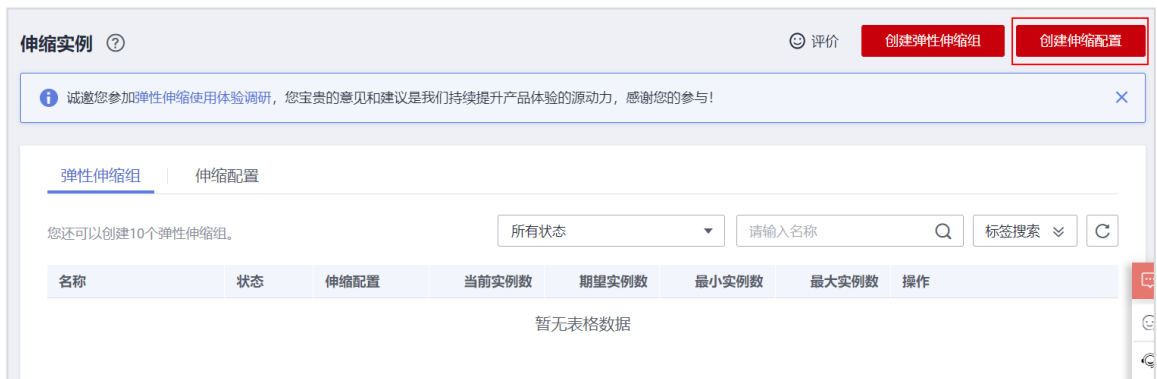 伸缩实例 ? 评价 创建弹性伸缩组 创建伸缩配置
诚邀您参加弹性伸缩使用体验调研，您宝贵的意见和建议是我们持续提升产品体验的源动力，感谢您的参与！
弹性伸缩组 伸缩配置
您还可以创建10个弹性伸缩组。 所有状态 请输入名称 标签搜索
名称 状态 伸缩配置 当前实例数 期望实例数 最小实例数 最大实例数 操作
暂无表格数据